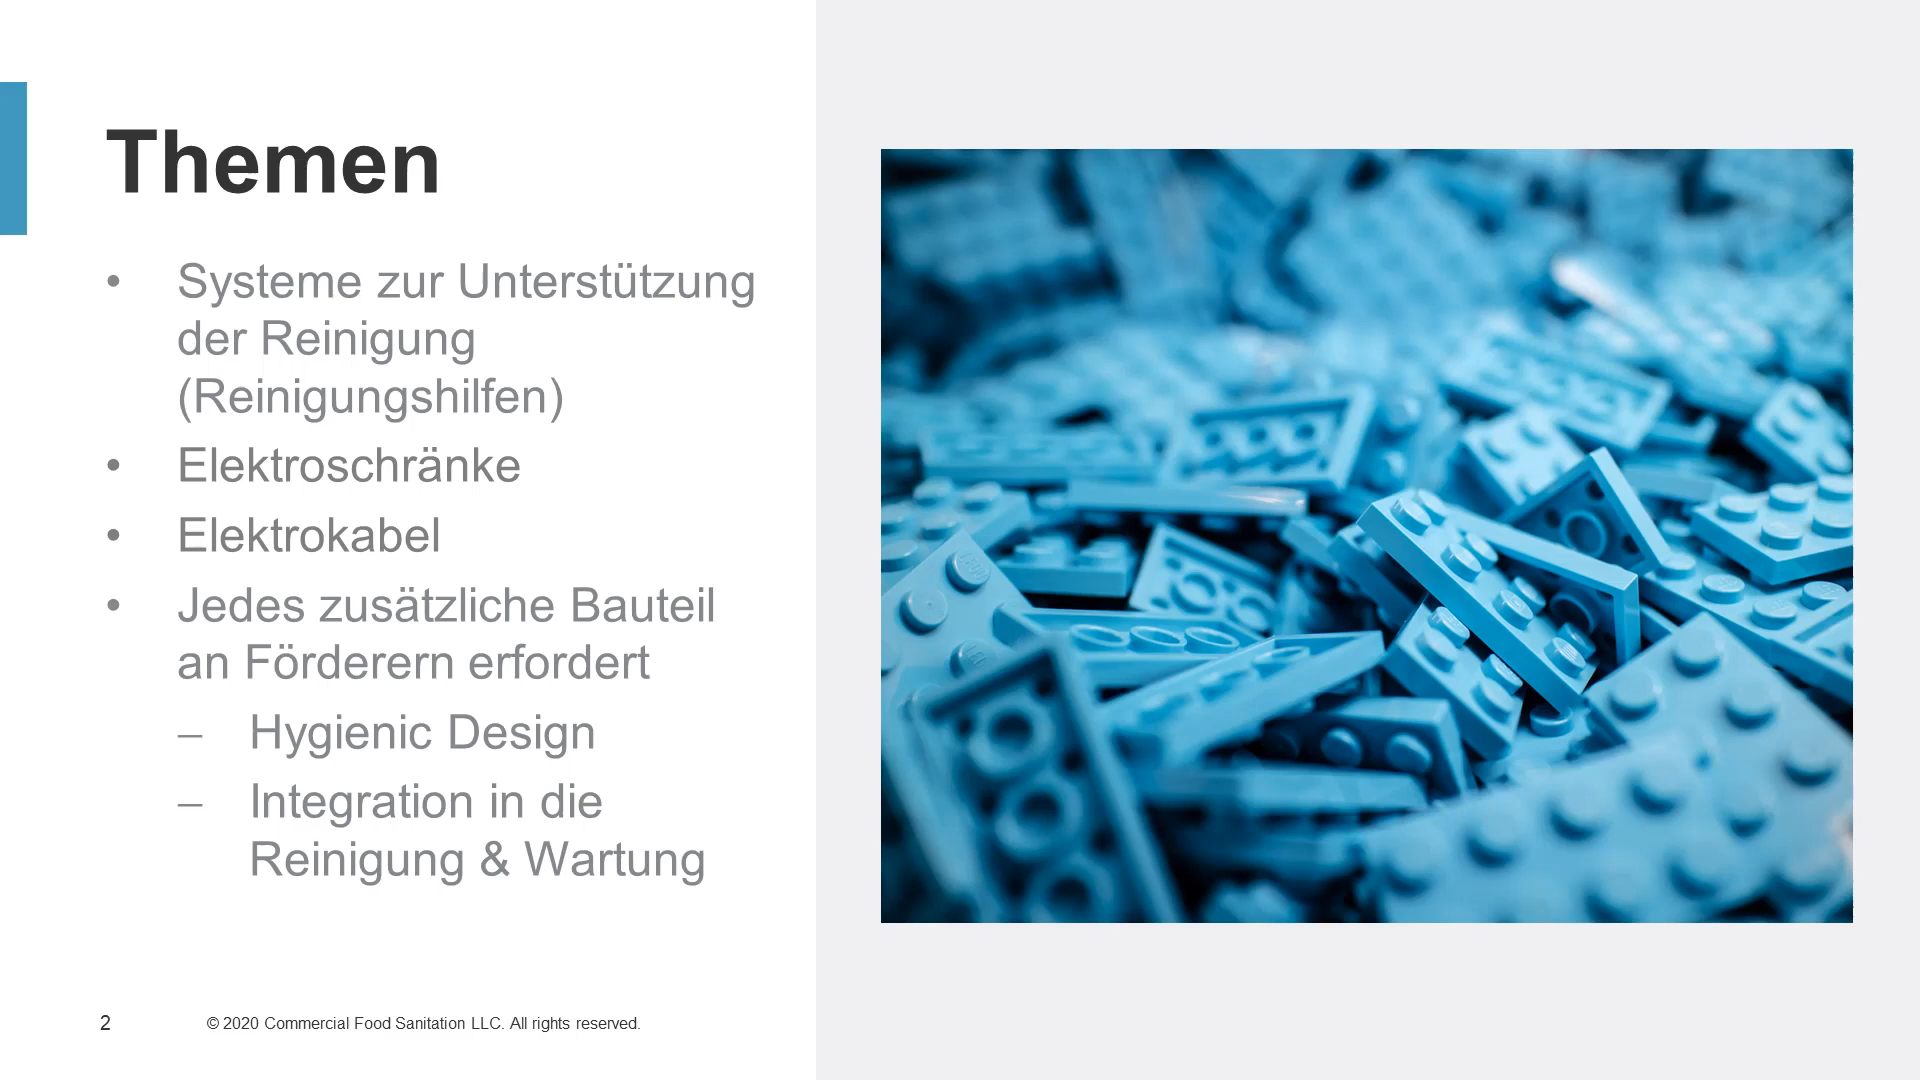 Themen
• Systeme zur Unterstützung
der Reinigung
(Reinigungshilfen)
• Elektroschränke
• Elektrokabel
• Jedes zusätzliche Bauteil
an Förderern erfordert
– Hygienic Design
– Integration in die
Reinigung & Wartung
2 © 2020 Commercial Food Sanitation LLC. All rights reserved.